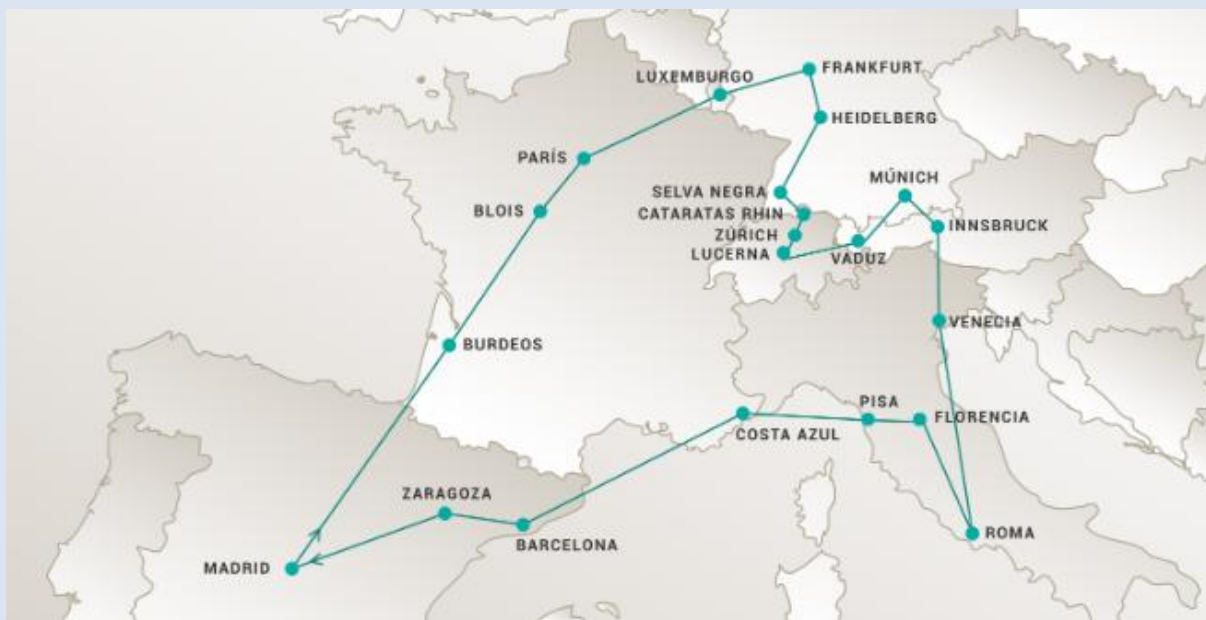 FRANKFURT
LUXEMBURGO
HEIDELBERG
PARÍS
MÚNICH
SELVA NEGRA
BLOIS
CATARATAS RHIN
INNSBRUCK
ZÚRICH
LUCERNA
VADUZ
VENECIA
BURDEOS
PISA
FLORENCIA
COSTA AZUL
ZARAGOZA
ROMA
BARCELONA
MADRID